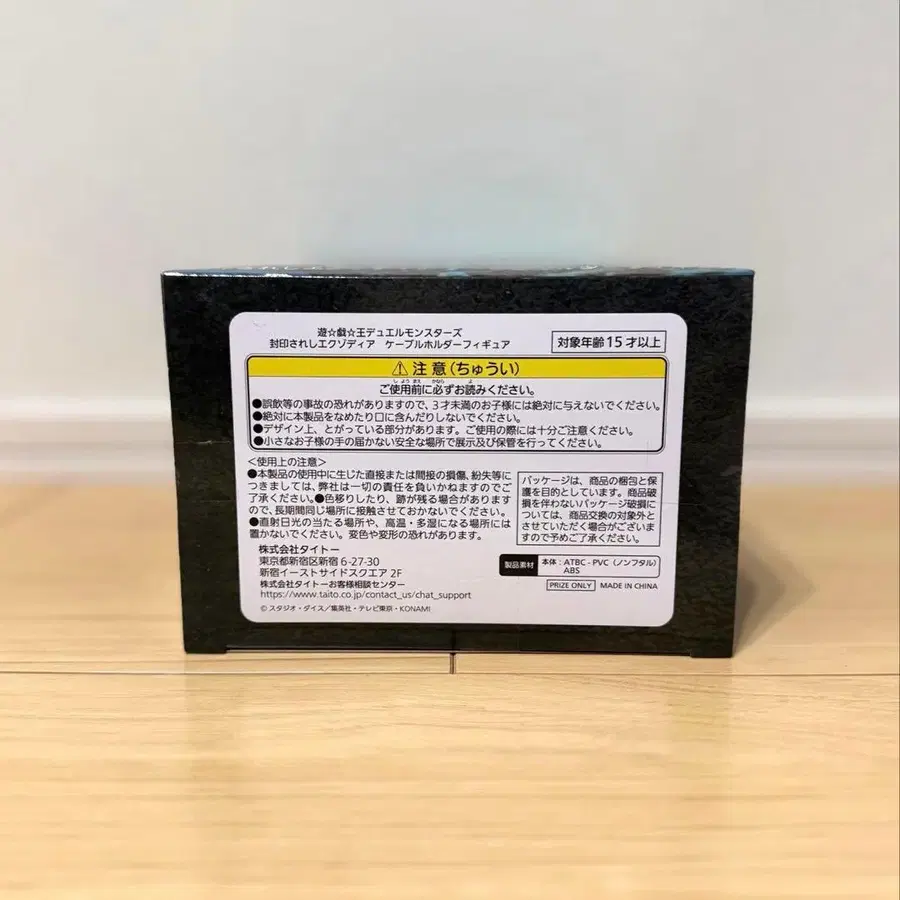 遊☆戯☆王デュエルモンスターズ
封印されしエクゾディア ケーブルホルダーフィギュア
対象年齢15才以上
⚠注意(ちゅうい)
しようまえ かなら よ
ご使用前に必ずお読みください。
●誤飲等の事故の恐れがありますので、3才未満のお子様には絶対に与えないでください。
●絶対に本製品をなめたり口に含んだりしないでください。
●デザイン上、とがっている部分があります。ご使用の際には十分ご注意ください。
●小さなお子様の手の届かない安全な場所で展示及び保管を行ってください。
<使用上の注意>
●本製品の使用中に生じた直接または間接の損傷、紛失等に
つきましては、弊社は一切の責任を負いかねますのでご
了承ください。●色移りしたり、跡が残る場合があります
ので、長期間同じ場所に接触させておかないでください。
●直射日光の当たる場所や、高温・多湿になる場所には
置かないでください。変色や変形の恐れがあります。
パッケージは、商品の梱包と保
護を目的としています。商品破
損を伴わないパッケージ破損に
ついては、商品交換の対象外と
させていただく場合がございま
すので予めご了承ください。
株式会社タイトー
東京都新宿区新宿6-27-30
新宿イーストサイドスクエア 2F
株式会社タイトーお客様相談センター
https://www.taito.co.jp/contact_us/chat_support
© スタジオ・ダイス/集英社・テレビ東京・KONAMI
製品素材 本体:ATBC-PVC(ノンフタル)
ABS
PRIZE ONLY MADE IN CHINA